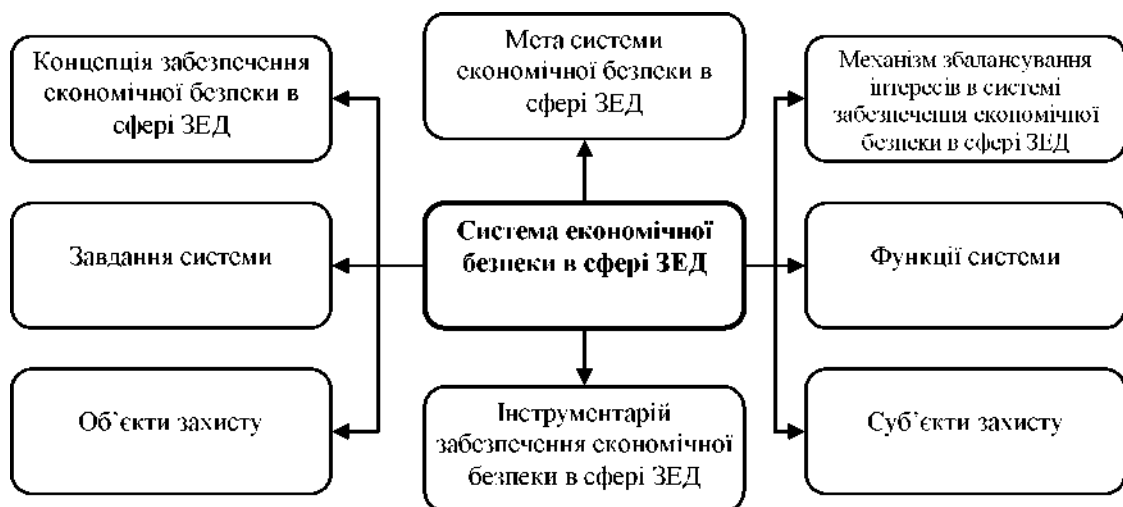 Концепція забезпечення
економічної безпеки в
сфері ЗЕД
Мета системи
економічної безпеки в
сфері ЗЕД
Механізм збалансування
інтересів в системі
забезпечення економічної
безпеки в сфері ЗЕД
Завдання системи
Система економічної
безпеки в сфері ЗЕД
Функції системи
Об’єкти захисту
Інструментарій
забезпечення економічної
безпеки в сфері ЗЕД
Суб’єкти захисту